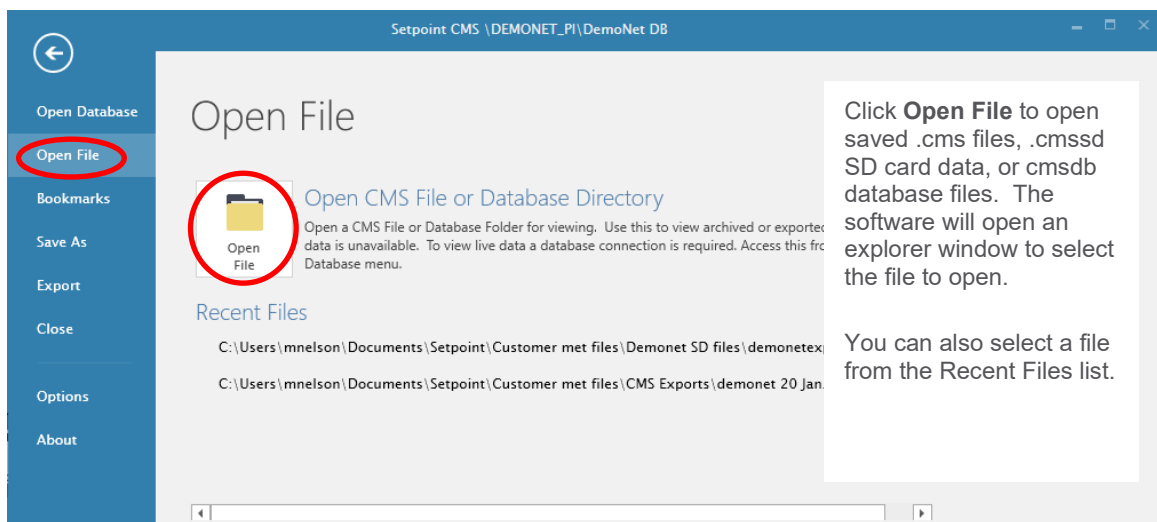 Setpoint CMS \DEMONET_PI\DemoNet DB
Open Database
Open File
Bookmarks
Save As
Export
Close
Options
About
Open File
Open
File
Open CMS File or Database Directory
Open a CMS File or Database Folder for viewing. Use this to view archived or exported
data is unavailable. To view live data a database connection is required. Access this
Database menu.
Recent Files
C:\Users\mnelson\Documents\Setpoint\Customer met files\Demonet SD files\demonetex
C:\Users\mnelson\Documents\Setpoint\Customer met files\CMS Exports\demonet 20 Jan.
Click Open File to open
saved .cms files, .cmssd
SD card data, or cmsdb
database files. The
software will open an
explorer window to select
the file to open.
You can also select a file
from the Recent Files list.